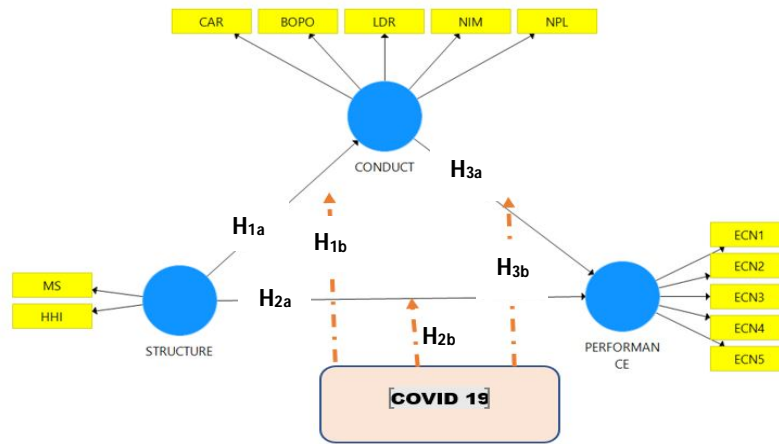 CAR BOPO LDR NIM NPL
CONDUCT
H3a
H1a
H1b
H3b
ECN1
ECN2
ECN3
ECN4
ECN5
MS
HHI
H2a
H2b
STRUCTURE
PERFORMAN
CE
[COVID 19]